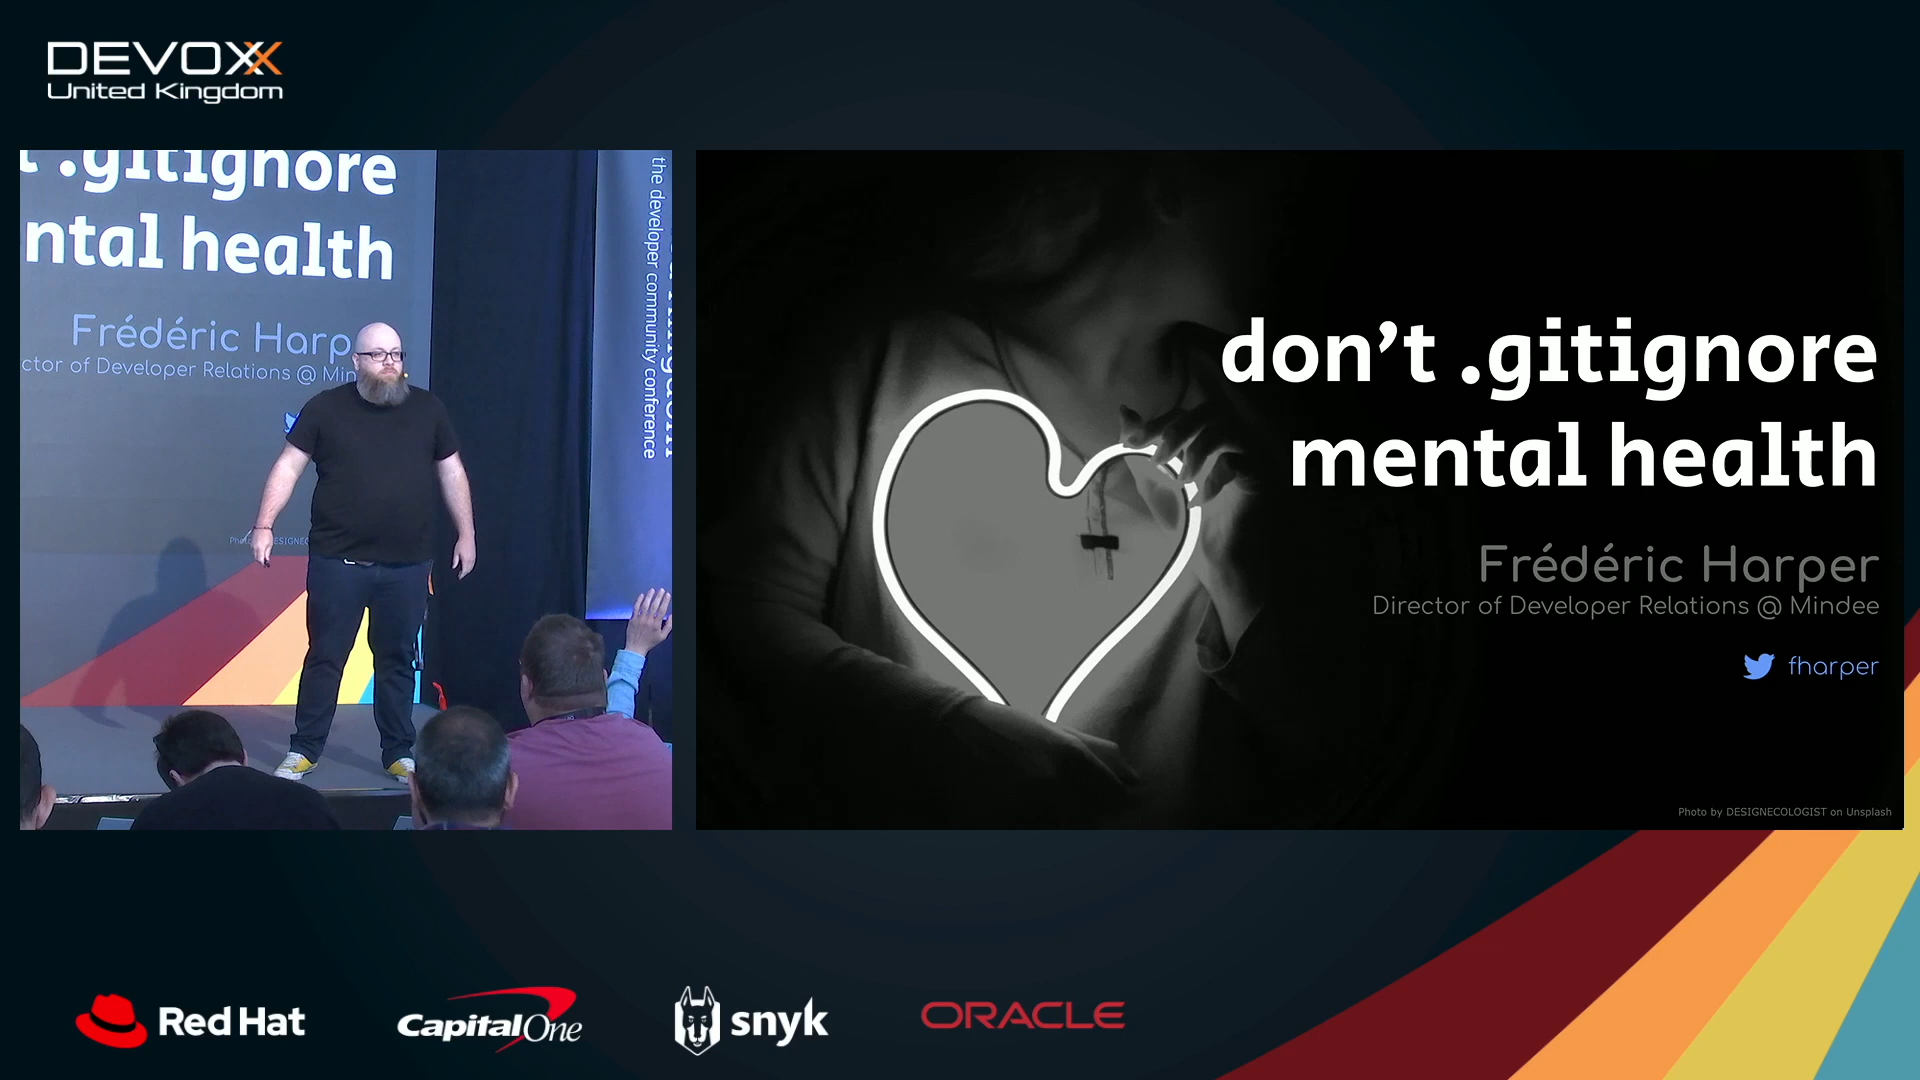 DEVOXX
United Kingdom
.gitignore
ntal health
Frédéric Harp
ctor of Developer Relations @ Min
the developer community conference
don't .gitignore
mental health
Frédéric Harper
Director of Developer Relations @ Mindee
fharper
Photo by DESIGNECOLOGIST on Unsplash
Red Hat
CapitalOne
snyk
ORACLE